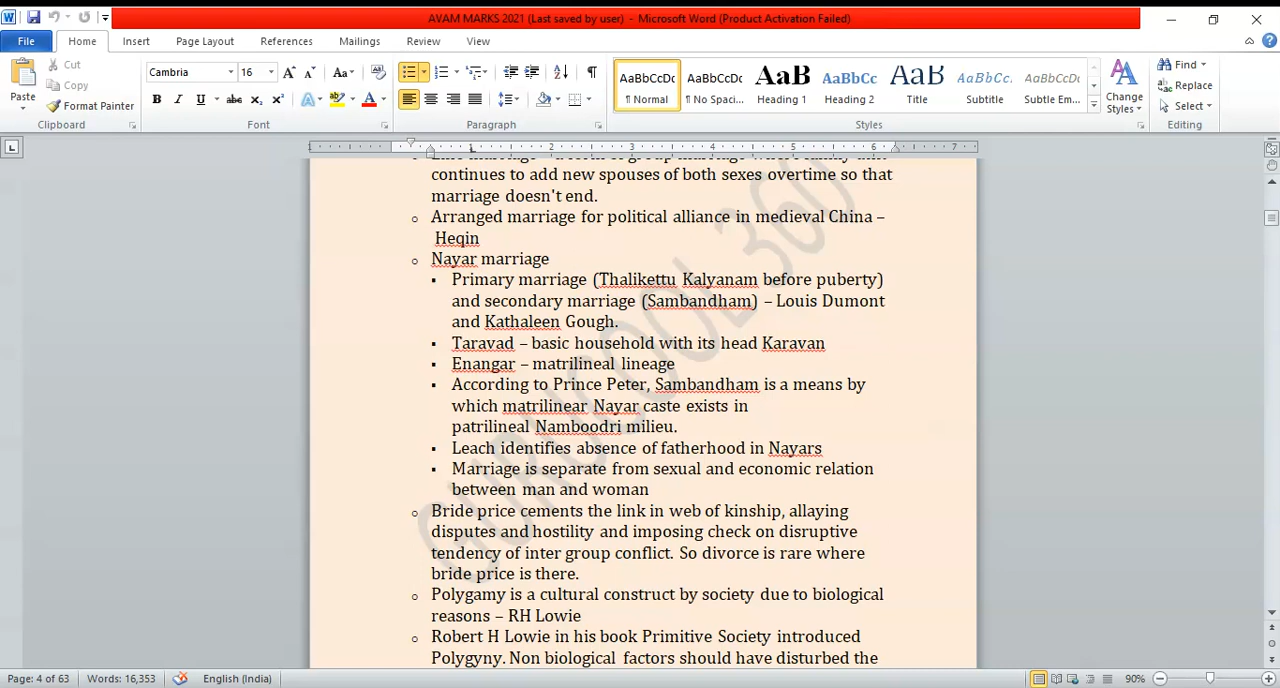 AVAM MARKS 2021 (Last saved by user) - Microsoft Word (Product Activation Failed)
File Home Insert Page Layout References Mailings Review View
Cut
Copy
Format Painter
Paste
Clipboard
Cambria 16
Font
Paragraph
AaBbCcDc AaBbCcDc AaB AaBbCc AaB AaBbCc AaBbCcDc
¶ Normal ¶ No Spaci... Heading 1 Heading 2 Title Subtitle Subtle Em...
Styles
Change Styles
Find
Replace
Select
Editing
1 1 2 3 4 5 6 7
continues to add new spouses of both sexes overtime so that
marriage doesn't end.
Arranged marriage for political alliance in medieval China –
Heqin
Nayar marriage
Primary marriage (Thalikettu Kalyanam before puberty)
and secondary marriage (Sambandham) – Louis Dumont
and Kathaleen Gough.
Taravad – basic household with its head Karavan
Enangar – matrilineal lineage
According to Prince Peter, Sambandham is a means by
which matrilinear Nayar caste exists in
patrilineal Namboodri milieu.
Leach identifies absence of fatherhood in Nayars
Marriage is separate from sexual and economic relation
between man and woman
Bride price cements the link in web of kinship, allaying
disputes and hostility and imposing check on disruptive
tendency of inter group conflict. So divorce is rare where
bride price is there.
Polygamy is a cultural construct by society due to biological
reasons – RH Lowie
Robert H Lowie in his book Primitive Society introduced
Polygyny. Non biological factors should have disturbed the
GURUCOOL 360
Page: 4 of 63 Words: 16,353 English (India) 90%